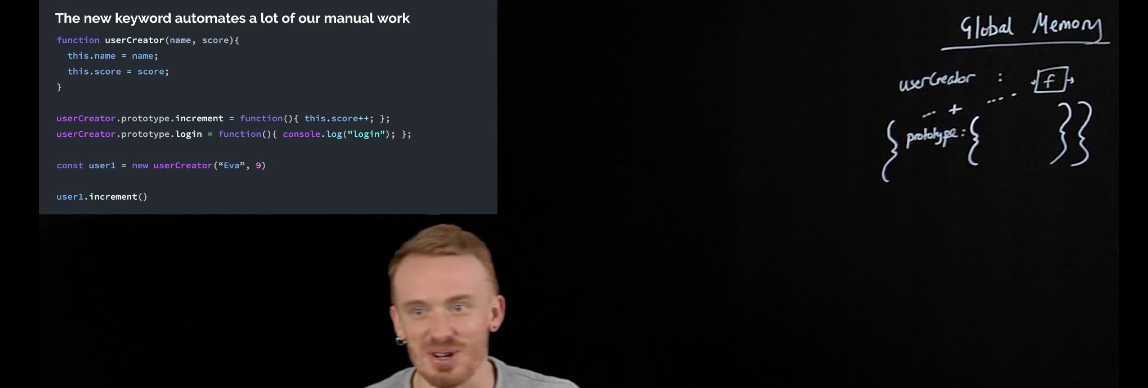 The new keyword automates a lot of our manual work
function userCreator(name, score){
this.name = name;
this.score = score;
}
userCreator.prototype.increment = function(){ this.score++; };
userCreator.prototype.login = function(){ console.log("login"); };
const user1 = new userCreator(“Eva”, 9)
user1.increment()
Global Memory
userCreator : f
+
{ prototype: { } }